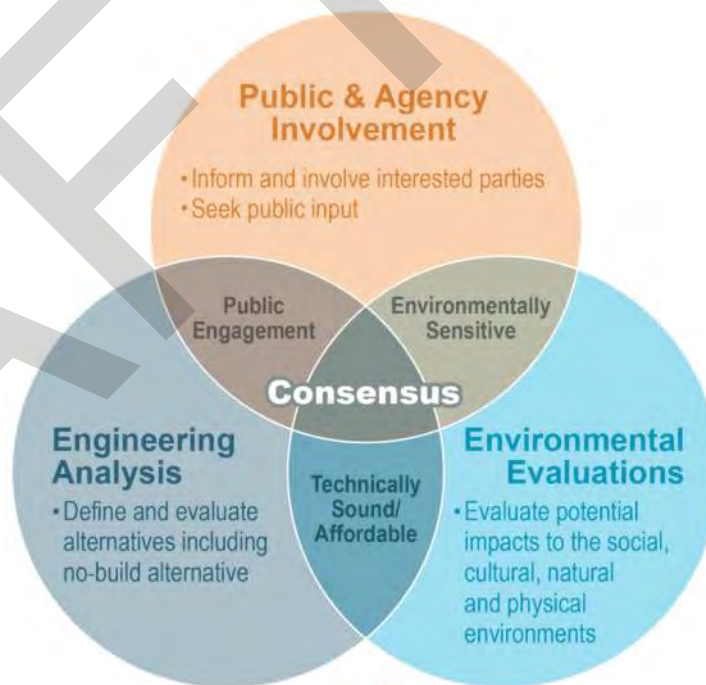 Public & Agency
Involvement
• Inform and involve interested parties
• Seek public input
Public
Engagement
Environmentally
Sensitive
Consensus
Engineering
Analysis
• Define and evaluate
alternatives including
no-build alternative
Technically
Sound/
Affordable
Environmental
Evaluations
• Evaluate potential
impacts to the social,
cultural, natural
and physical
environments